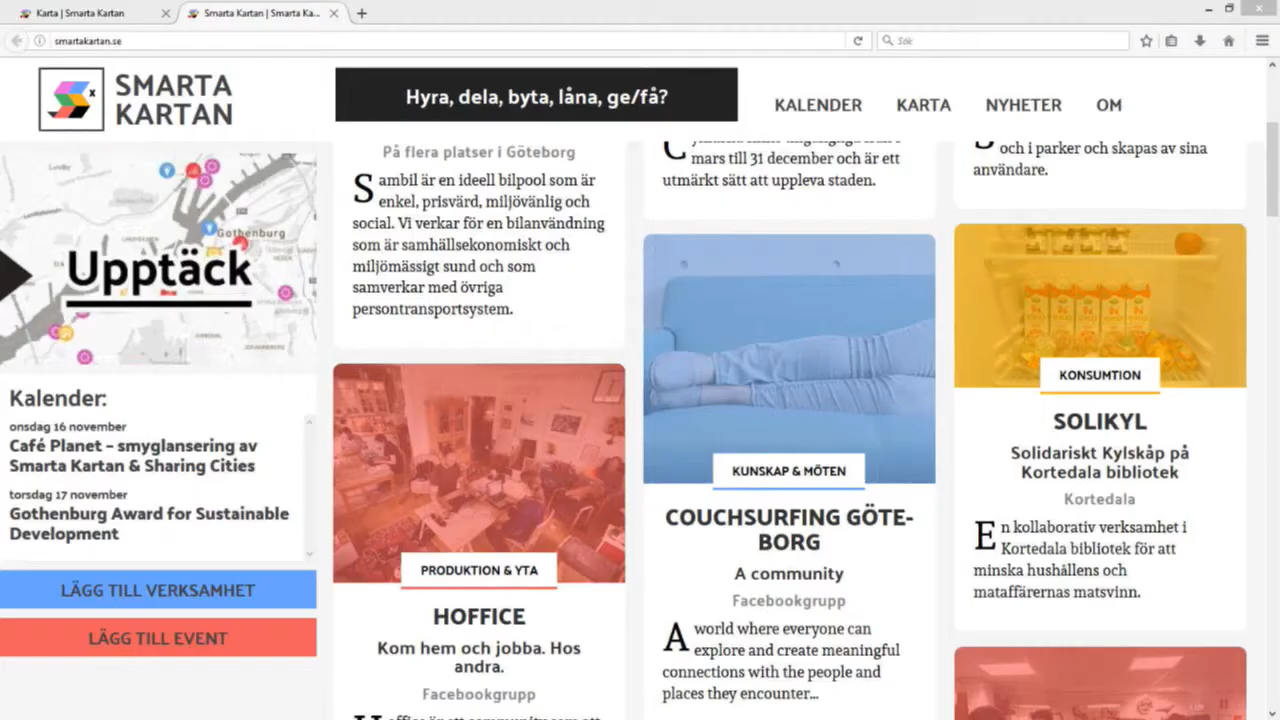 Karta | Smarta Kartan
Smarta Kartan | Smarta Ka...
smartakartan.se
Sök
SMARTA
KARTAN
Hyra, dela, byta, låna, ge/få?
KALENDER
KARTA
NYHETER
OM
Gothenburg
Upptäck
Kalender:
onsdag 16 november
Café Planet – smyglansering av
Smarta Kartan & Sharing Cities
torsdag 17 november
Gothenburg Award for Sustainable
Development
LÄGG TILL VERKSAMHET
LÄGG TILL EVENT
På flera platser i Göteborg
Sambil är en ideell bilpool som är
enkel, prisvärd, miljövänlig och
social. Vi verkar för en bilanvändning
som är samhällsekonomiskt och
miljömässigt sund och som
samverkar med övriga
persontransportsystem.
PRODUKTION & YTA
HOFFICE
Kom hem och jobba. Hos
andra.
Facebookgrupp
mars till 31 december och är ett
utmärkt sätt att uppleva staden.
KUNSKAP & MÖTEN
COUCHSURFING GÖTE-
BORG
A community
Facebookgrupp
A world where everyone can
explore and create meaningful
connections with the people and
places they encounter...
och i parker och skapas av sina
användare.
KONSUMTION
SOLIKYL
Solidariskt Kylskåp på
Kortedala bibliotek
Kortedala
En kollaborativ verksamhet i
Kortedala bibliotek för att
minska hushållens och
mataffärernas matsvinn.